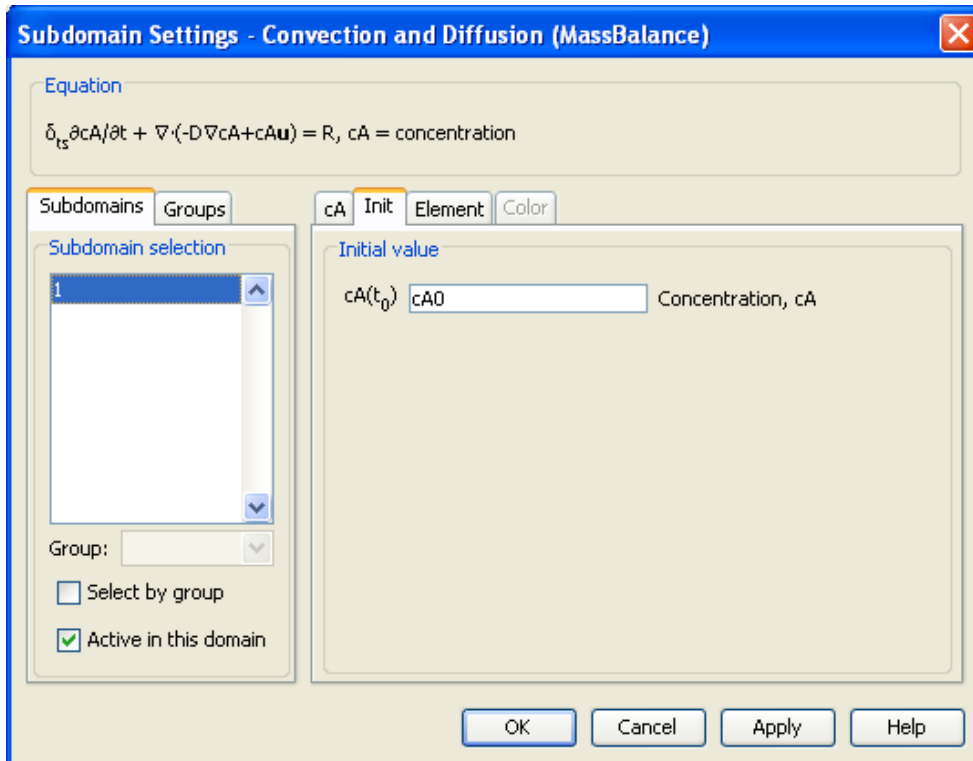 Subdomain Settings - Convection and Diffusion (MassBalance)
Equation
δts∂cA/∂t + ∇·(-D∇cA+cAu) = R, cA = concentration
Subdomains Groups
Subdomain selection
1
Group:
Select by group
Active in this domain
cA Init Element Color
Initial value
cA(t0) cA0 Concentration, cA
OK Cancel Apply Help